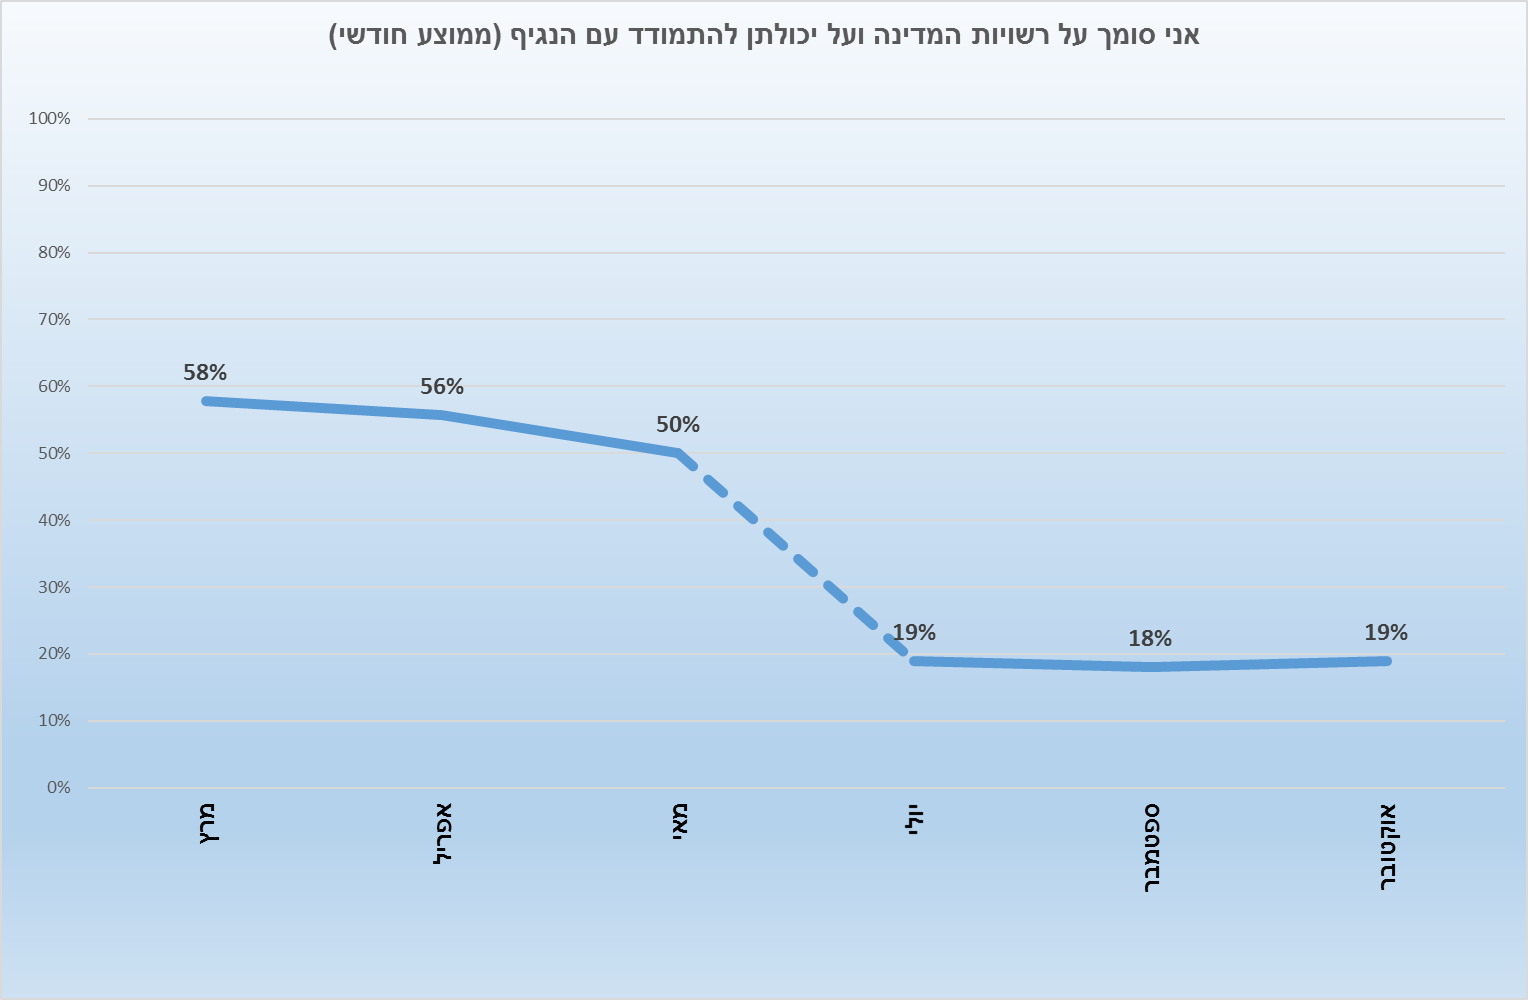 אני סומך על רשויות המדינה ועל יכולתן להתמודד עם הנגיף (ממוצע חודשי)
100%
90%
80%
70%
60%
50%
40%
30%
20%
10%
0%
58%
56%
50%
19%
18%
19%
מרץ
אפריל
מאי
יולי
ספטמבר
אוקטובר